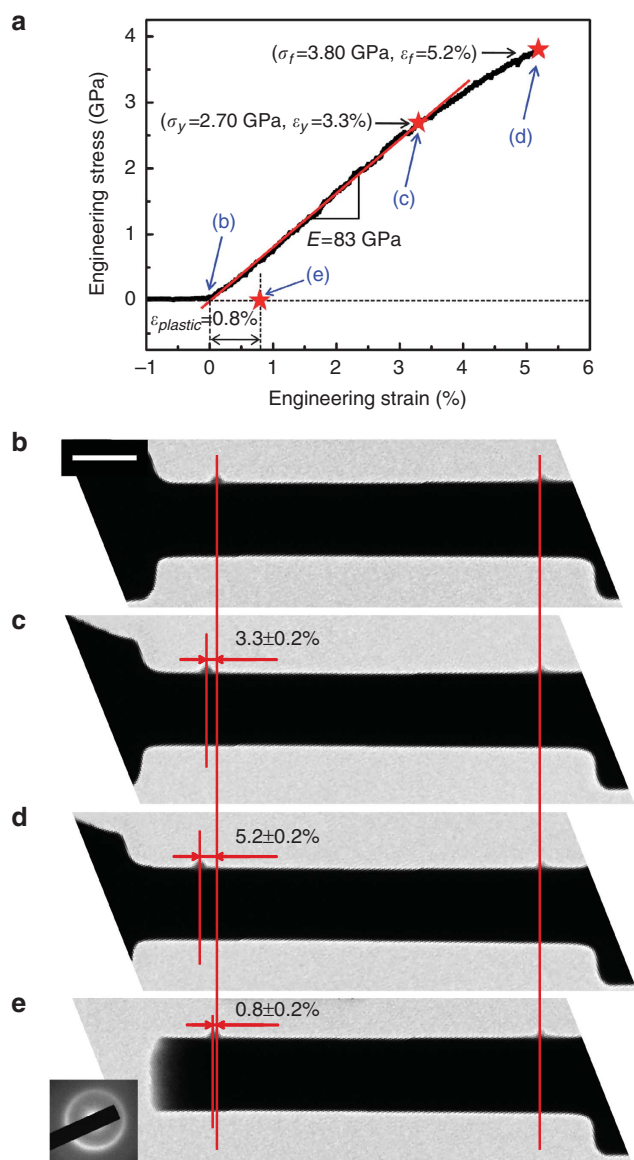 a
4
3
2
1
0
Engineering stress (GPa)
(σf=3.80 GPa, εf=5.2%)
(d)
(σy=2.70 GPa, εy=3.3%)
(c)
E=83 GPa
(b)
(e)
εplastic=0.8%
–1 0 1 2 3 4 5 6
Engineering strain (%)
b
c
3.3±0.2%
d
5.2±0.2%
e
0.8±0.2%